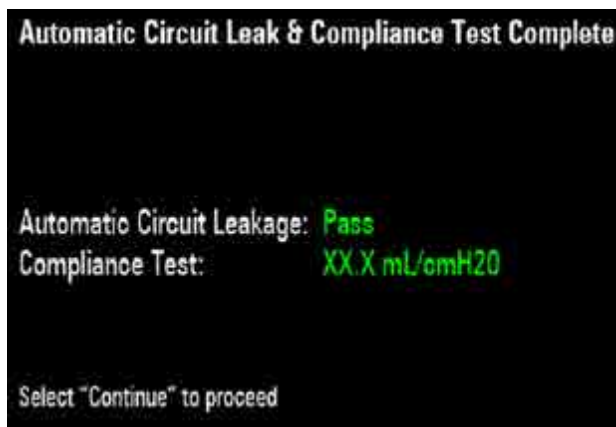 Automatic Circuit Leak & Compliance Test Complete
Automatic Circuit Leakage: Pass
Compliance Test: XX.X mL/cmH20
Select "Continue" to proceed